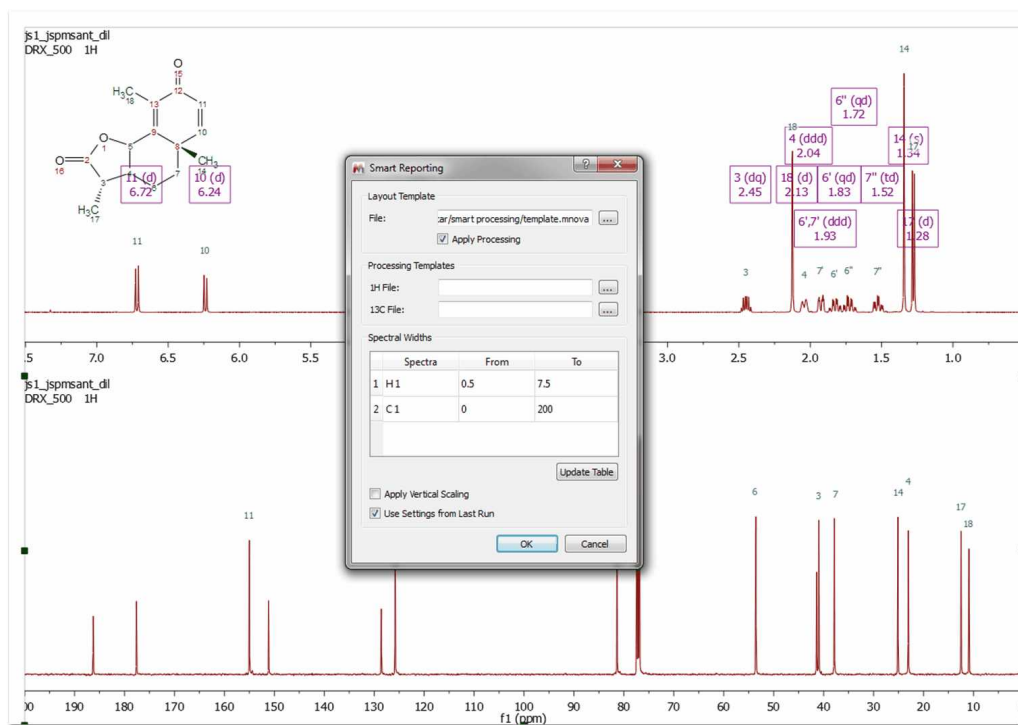 js1_jspmsant_dil
DRX_500 1H
O
15
H₃C
18
13
12
11
9
10
O
1
5
8
CH₃
14
O
16
2
3
7
H₃C
17
11 (d)
6.72
10 (d)
6.24
11
10
14
6'' (qd)
1.72
18
4 (ddd)
2.04
14 (s)
1.34
17
3 (dq)
2.45
18 (d)
2.13
6' (qd)
1.83
7'' (td)
1.52
6',7' (ddd)
1.93
17 (d)
1.28
3
4
7'
6'
6''
7''
Smart Reporting
Layout Template
File:
:ar/smart processing/template.mnova
...
Apply Processing
Processing Templates
1H File:
...
13C File:
...
Spectral Widths
Spectra From To
1 H1 0.5 7.5
2 C1 0 200
Update Table
Apply Vertical Scaling
Use Settings from Last Run
OK
Cancel
.5 7.0 6.5 6.0 5.5 3.0 2.5 2.0 1.5 1.0
js1_jspmsant_dil
DRX_500 1H
11
6
3
7
14
4
17
18
00 190 180 170 160 150 140 130 120 110 100 90 80 70 60 50 40 30 20 10
f1 (ppm)